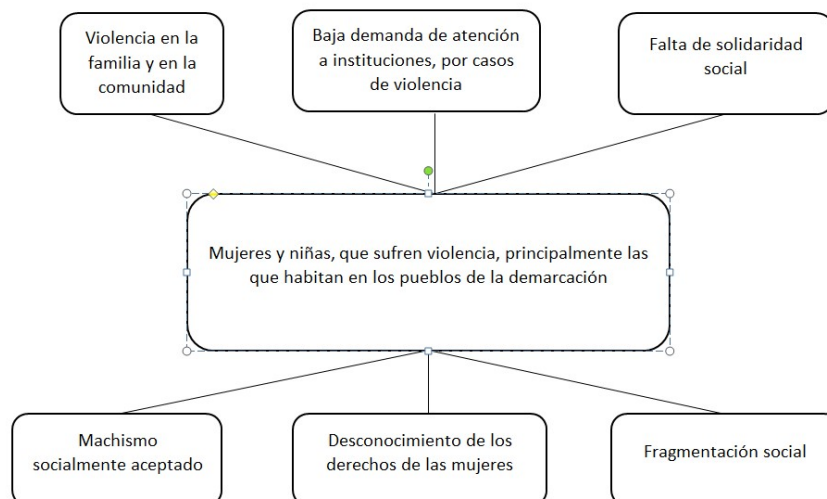 Violencia en la
familia y en la
comunidad
Baja demanda de atención
a instituciones, por casos
de violencia
Falta de solidaridad
social
Mujeres y niñas, que sufren violencia, principalmente las
que habitan en los pueblos de la demarcación
Machismo
socialmente aceptado
Desconocimiento de los
derechos de las mujeres
Fragmentación social